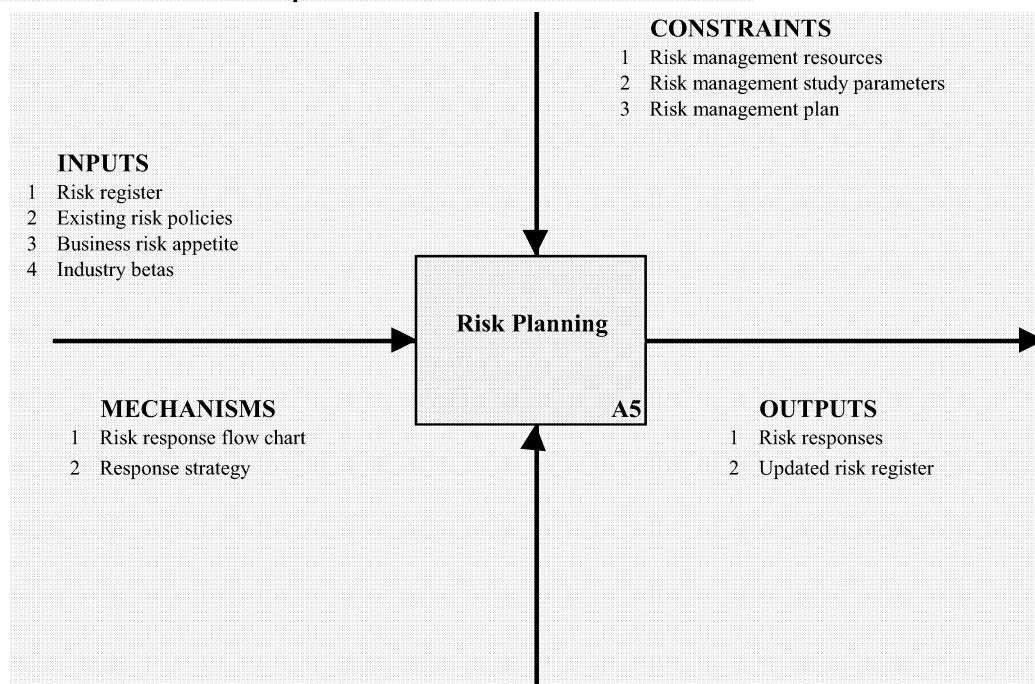 CONSTRAINTS
1 Risk management resources
2 Risk management study parameters
3 Risk management plan
INPUTS
1 Risk register
2 Existing risk policies
3 Business risk appetite
4 Industry betas
Risk Planning
A5
MECHANISMS
1 Risk response flow chart
2 Response strategy
OUTPUTS
1 Risk responses
2 Updated risk register